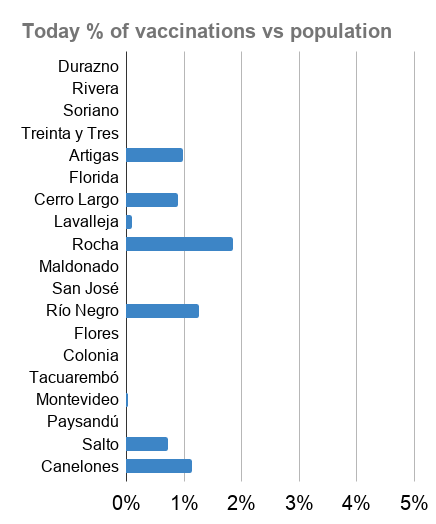 Today % of vaccinations vs population
Durazno
Rivera
Soriano
Treinta y Tres
Artigas
Florida
Cerro Largo
Lavalleja
Rocha
Maldonado
San José
Río Negro
Flores
Colonia
Tacuarembó
Montevideo
Paysandú
Salto
Canelones
0% 1% 2% 3% 4% 5%